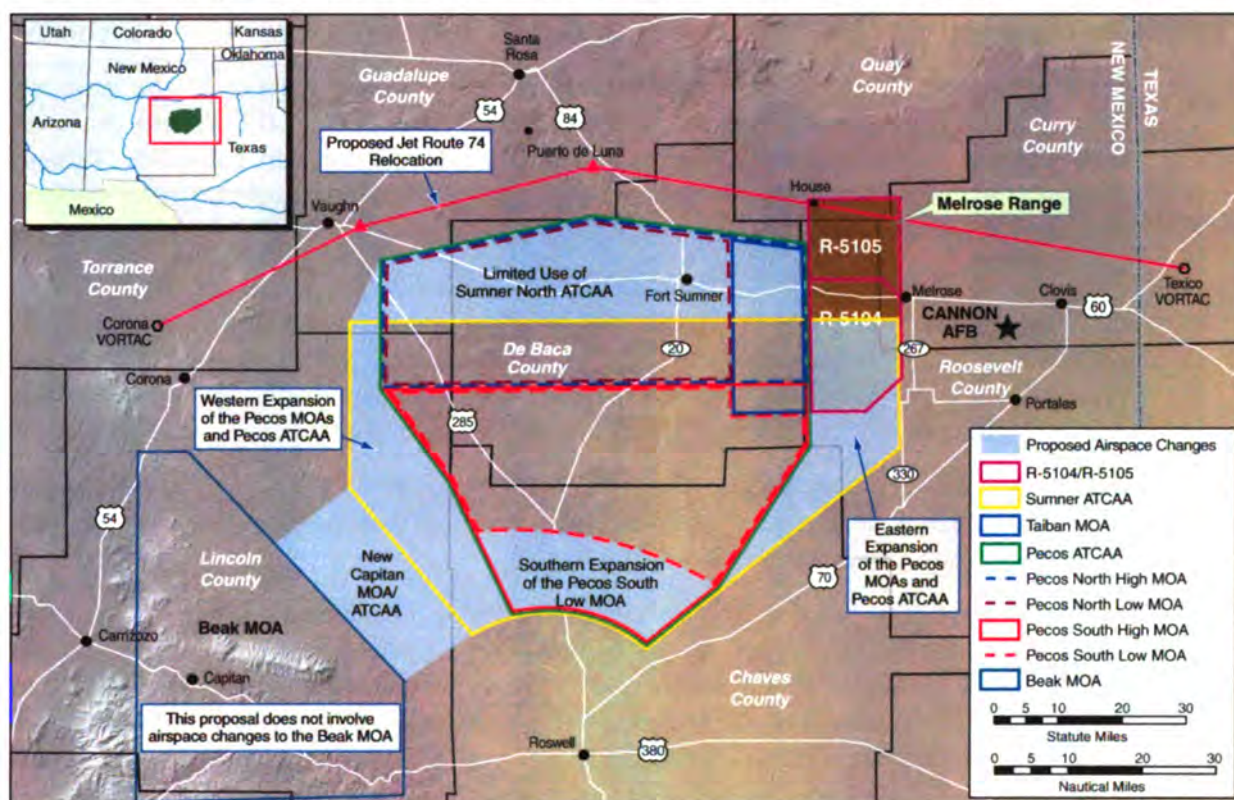 Utah
Colorado
Kansas
Oklahoma
New Mexico
Arizona
Texas
Mexico
Guadalupe
County
Santa
Rosa
54
84
Quay
County
TEXAS
NEW MEXICO
Curry
County
Proposed Jet Route 74
Relocation
Puerto de Luna
House
Melrose Range
Vaughn
R-5105
Torrance
County
Limited Use of
Sumner North ATCAA
Fort Sumner
Melrose
Clovis
Texico
VORTAC
60
Corona
VORTAC
R-5104
CANNON
AFB
De Baca
County
20
267
Roosevelt
County
Corona
Portales
Western Expansion
of the Pecos MOAs
and Pecos ATCAA
285
330
54
Lincoln
County
New
Capitan
MOA/
ATCAA
Southern Expansion
of the Pecos South
Low MOA
Eastern
Expansion
of the Pecos
MOAs and
Pecos ATCAA
70
Beak MOA
Carrizozo
Capitan
Chaves
County
This proposal does not involve
airspace changes to the Beak MOA
Roswell
380
Proposed Airspace Changes
R-5104/R-5105
Sumner ATCAA
Taiban MOA
Pecos ATCAA
Pecos North High MOA
Pecos North Low MOA
Pecos South High MOA
Pecos South Low MOA
Beak MOA
0 5 10 20 30
Statute Miles
0 5 10 20 30
Nautical Miles